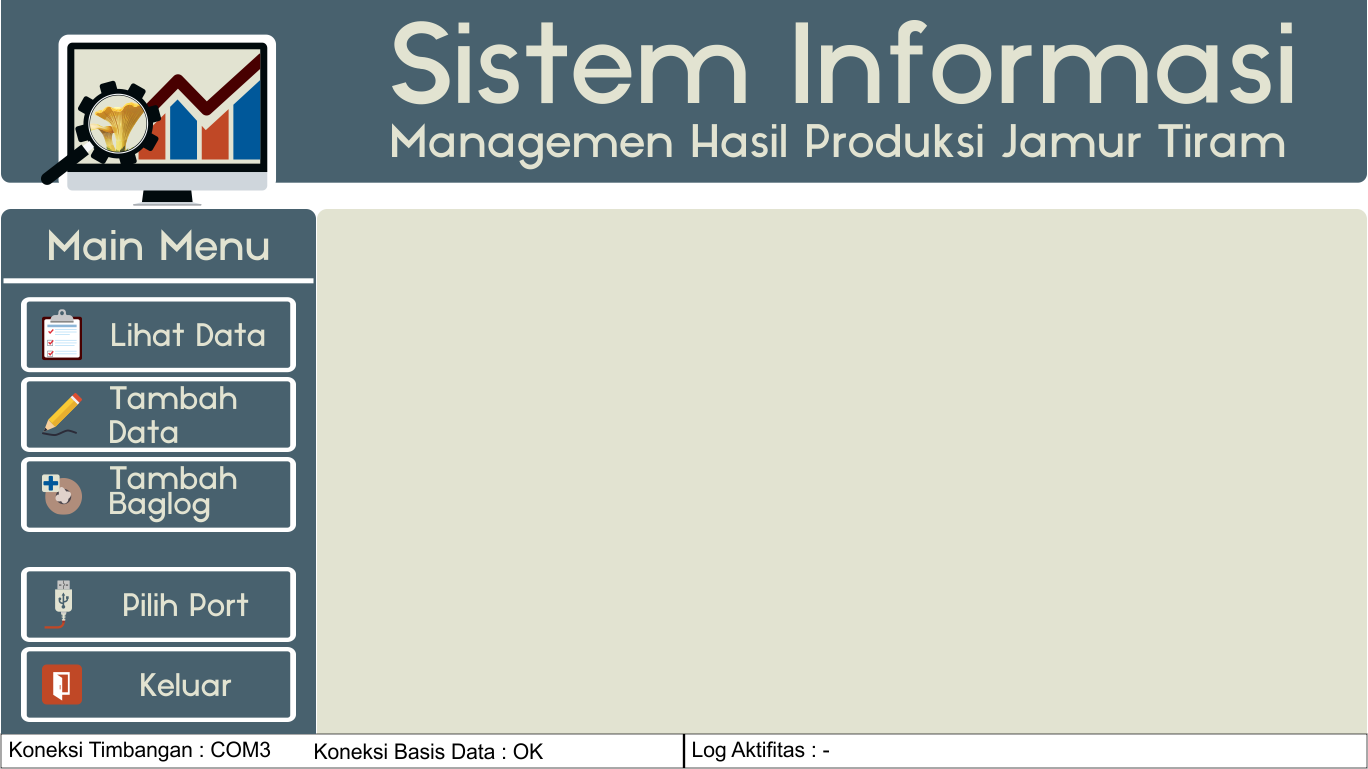 Sistem Informasi
Managemen Hasil Produksi Jamur Tiram
Main Menu
Lihat Data
Tambah
Data
Tambah
Baglog
Pilih Port
Keluar
Koneksi Timbangan : COM3 Koneksi Basis Data : OK Log Aktifitas : -